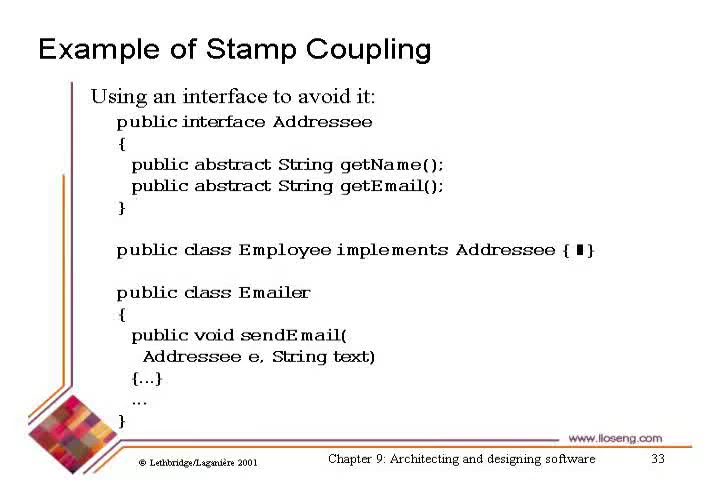 Example of Stamp Coupling
Using an interface to avoid it:
public interface Addressee
{
public abstract String getName();
public abstract String getEmail();
}
public class Employee implements Addressee {▮}
public class Emailer
{
public void sendEmail(
Addressee e, String text)
{...}
...
}
www.lloseng.com
© Lethbridge/Laganière 2001
Chapter 9: Architecting and designing software
33